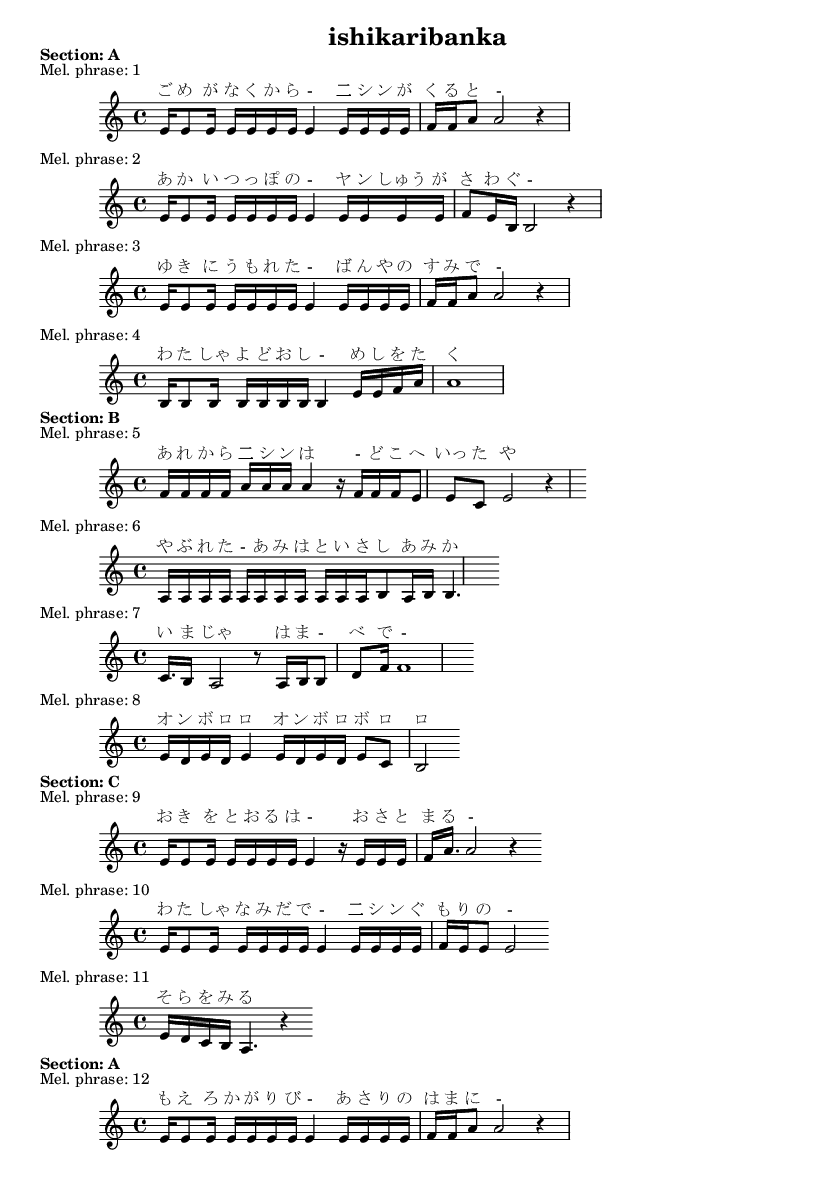 ishikaribanka
Section: A
Mel. phrase: 1
ご め が な く か ら - ニ シ ン が く る と -
Mel. phrase: 2
あ か い つ っ ぽ の - ヤ ン しゅ う が さ わ ぐ -
Mel. phrase: 3
ゆ き に う も れ た - ば ん や の す み で -
Mel. phrase: 4
わ た しゃ よ ど お し - め し を た く
Section: B
Mel. phrase: 5
あ れ か ら ニ シ ン は - ど こ へ いっ た や
Mel. phrase: 6
や ぶ れ た - あ み は と い さ し あ み か
Mel. phrase: 7
い ま じゃ は ま - べ で -
Mel. phrase: 8
オ ン ボ ロ ロ オ ン ボ ロ ボ ロ ロ
Section: C
Mel. phrase: 9
お き を と お る は - お さ と ま る -
Mel. phrase: 10
わ た しゃ な み だ で - ニ シ ン ぐ も り の -
Mel. phrase: 11
そ ら を み る
Section: A
Mel. phrase: 12
も え ろ か が り び - あ さ り の は ま に -